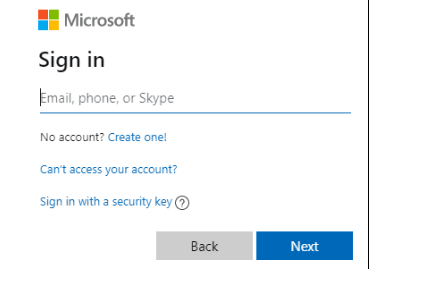 Microsoft
Sign in
Email, phone, or Skype
No account? Create one!
Can't access your account?
Sign in with a security key ?
Back Next